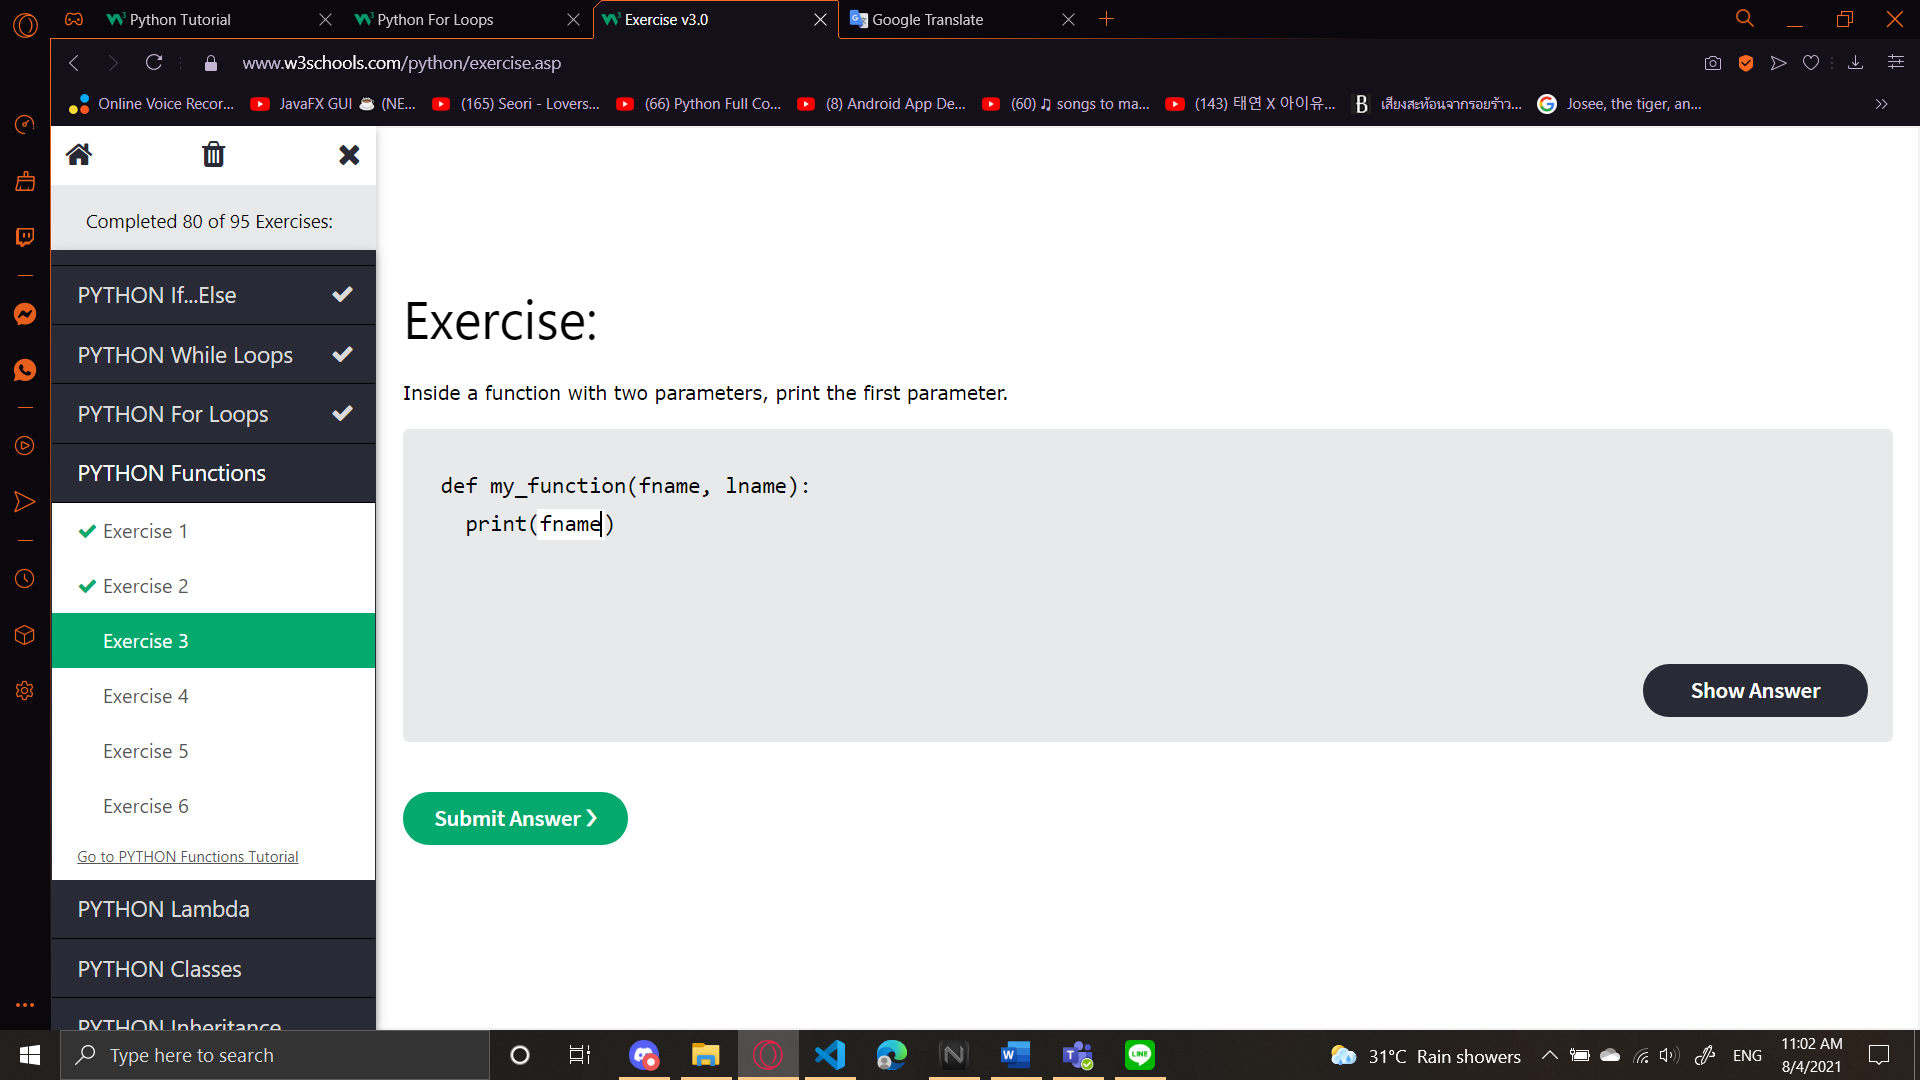 Python Tutorial
Python For Loops
Exercise v3.0
Google Translate
www.w3schools.com/python/exercise.asp
Online Voice Recor...
JavaFX GUI ☕ (NE...
(165) Seori - Lovers...
(66) Python Full Co...
(8) Android App De...
(60) ♫ songs to ma...
(143) 태연 X 아이유...
B เสียงสะท้อนจากรอยร้าว...
Josee, the tiger, an...
Completed 80 of 95 Exercises:
PYTHON If...Else
PYTHON While Loops
PYTHON For Loops
PYTHON Functions
Exercise 1
Exercise 2
Exercise 3
Exercise 4
Exercise 5
Exercise 6
Go to PYTHON Functions Tutorial
PYTHON Lambda
PYTHON Classes
PYTHON Inheritance
Exercise:
Inside a function with two parameters, print the first parameter.
def my_function(fname, lname):
print(fname)
Show Answer
Submit Answer ❯
Type here to search
31°C Rain showers
ENG
11:02 AM
8/4/2021